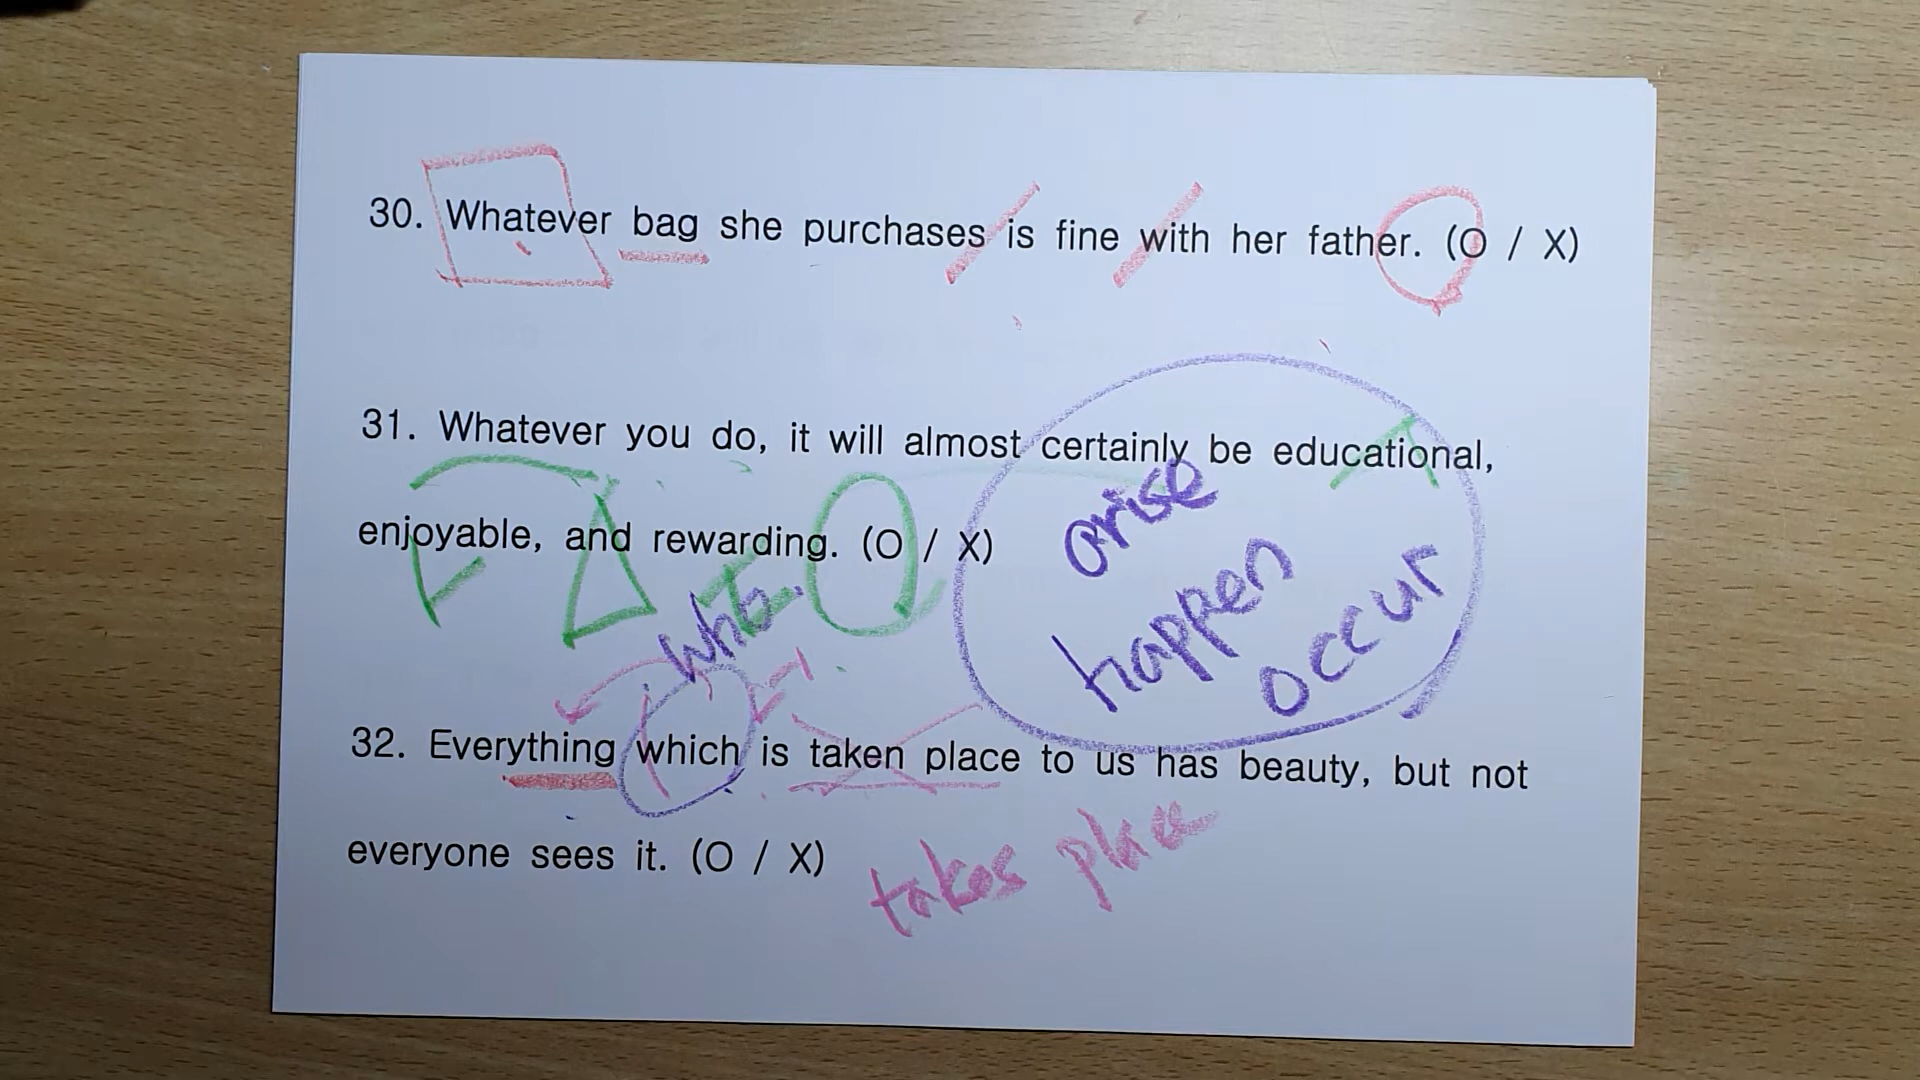 30. Whatever bag she purchases is fine with her father. (O / X)
31. Whatever you do, it will almost certainly be educational,
enjoyable, and rewarding. (O / X)
arise
happen
occur
who
32. Everything which is taken place to us has beauty, but not
everyone sees it. (O / X)
takes place